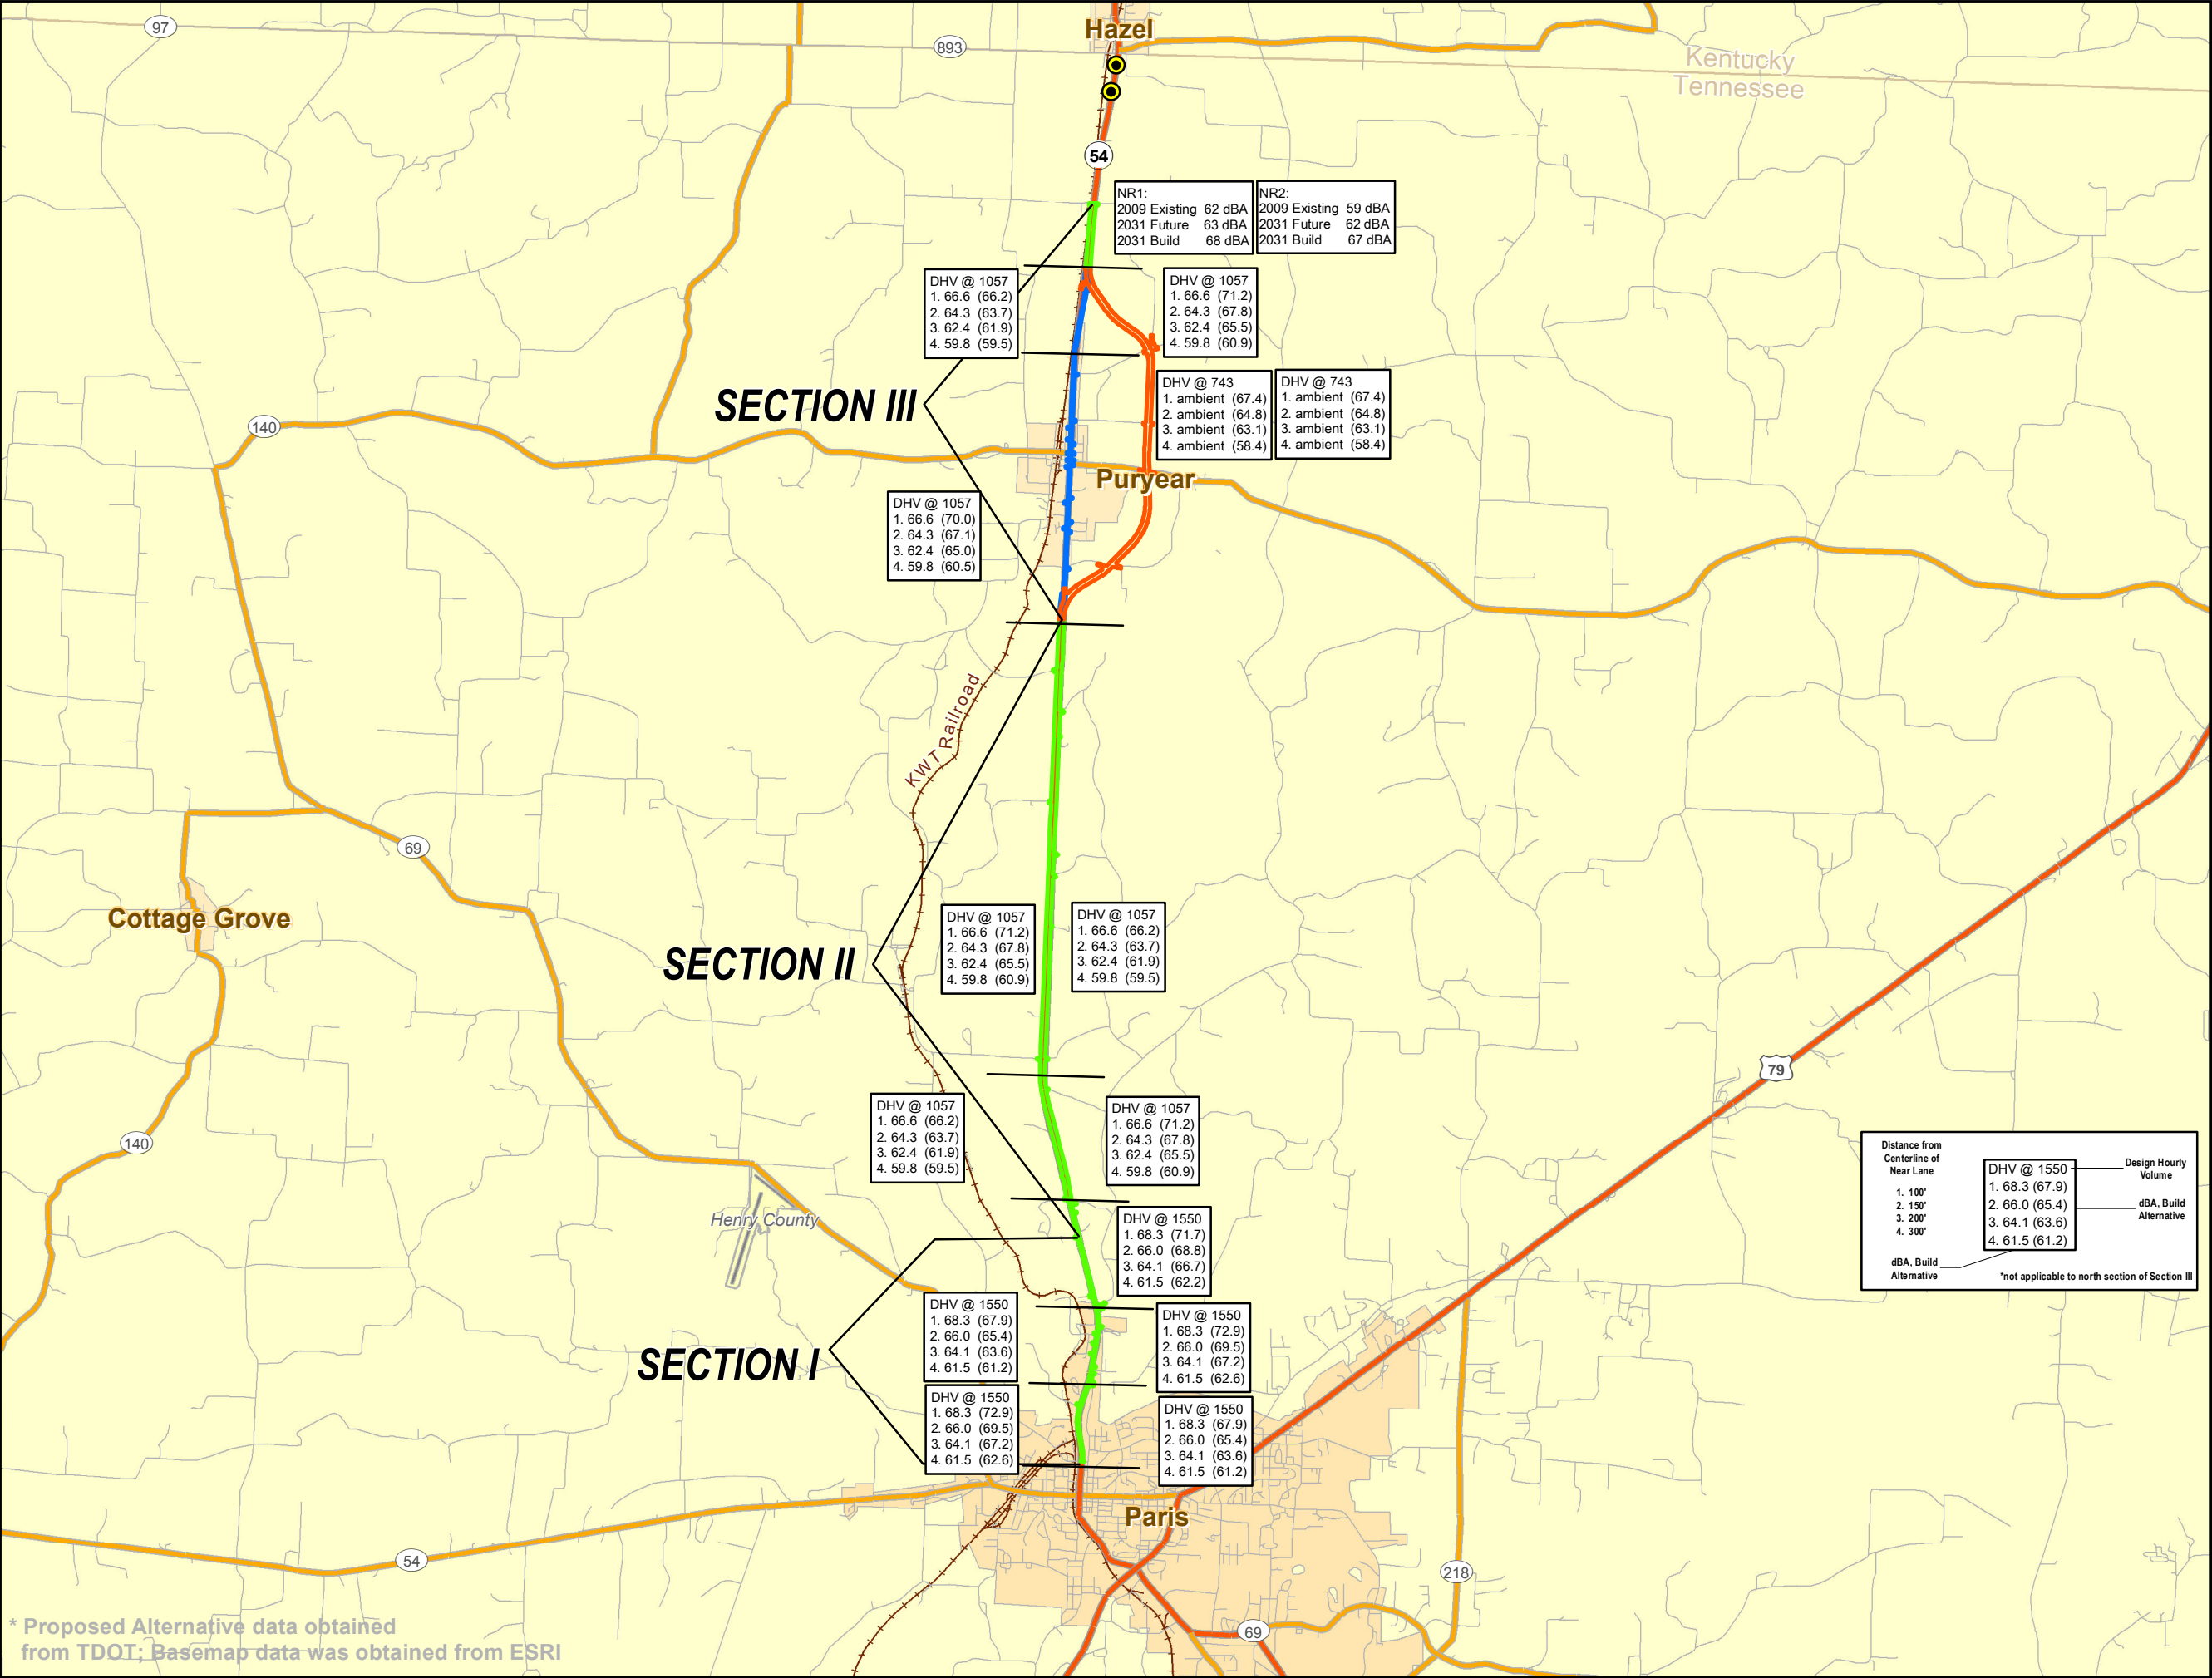 Hazel
97
893
Kentucky
Tennessee
54
NR1:
2009 Existing 62 dBA
2031 Future 63 dBA
2031 Build 68 dBA
NR2:
2009 Existing 59 dBA
2031 Future 62 dBA
2031 Build 67 dBA
DHV @ 1057
1. 66.6 (66.2)
2. 64.3 (63.7)
3. 62.4 (61.9)
4. 59.8 (59.5)
DHV @ 1057
1. 66.6 (71.2)
2. 64.3 (67.8)
3. 62.4 (65.5)
4. 59.8 (60.9)
SECTION III
DHV @ 743
1. ambient (67.4)
2. ambient (64.8)
3. ambient (63.1)
4. ambient (58.4)
DHV @ 743
1. ambient (67.4)
2. ambient (64.8)
3. ambient (63.1)
4. ambient (58.4)
140
Puryear
DHV @ 1057
1. 66.6 (70.0)
2. 64.3 (67.1)
3. 62.4 (65.0)
4. 59.8 (60.5)
KWT Railroad
69
Cottage Grove
SECTION II
DHV @ 1057
1. 66.6 (71.2)
2. 64.3 (67.8)
3. 62.4 (65.5)
4. 59.8 (60.9)
DHV @ 1057
1. 66.6 (66.2)
2. 64.3 (63.7)
3. 62.4 (61.9)
4. 59.8 (59.5)
79
140
DHV @ 1057
1. 66.6 (66.2)
2. 64.3 (63.7)
3. 62.4 (61.9)
4. 59.8 (59.5)
DHV @ 1057
1. 66.6 (71.2)
2. 64.3 (67.8)
3. 62.4 (65.5)
4. 59.8 (60.9)
Henry County
DHV @ 1550
1. 68.3 (71.7)
2. 66.0 (68.8)
3. 64.1 (66.7)
4. 61.5 (62.2)
Distance from
Centerline of
Near Lane
1. 100'
2. 150'
3. 200'
4. 300'
dBA, Build
Alternative
DHV @ 1550
1. 68.3 (67.9)
2. 66.0 (65.4)
3. 64.1 (63.6)
4. 61.5 (61.2)
Design Hourly
Volume
dBA, Build
Alternative
*not applicable to north section of Section III
SECTION I
DHV @ 1550
1. 68.3 (67.9)
2. 66.0 (65.4)
3. 64.1 (63.6)
4. 61.5 (61.2)
DHV @ 1550
1. 68.3 (72.9)
2. 66.0 (69.5)
3. 64.1 (67.2)
4. 61.5 (62.6)
DHV @ 1550
1. 68.3 (72.9)
2. 66.0 (69.5)
3. 64.1 (67.2)
4. 61.5 (62.6)
DHV @ 1550
1. 68.3 (67.9)
2. 66.0 (65.4)
3. 64.1 (63.6)
4. 61.5 (61.2)
Paris
54
218
69
* Proposed Alternative data obtained
from TDOT; Basemap data was obtained from ESRI